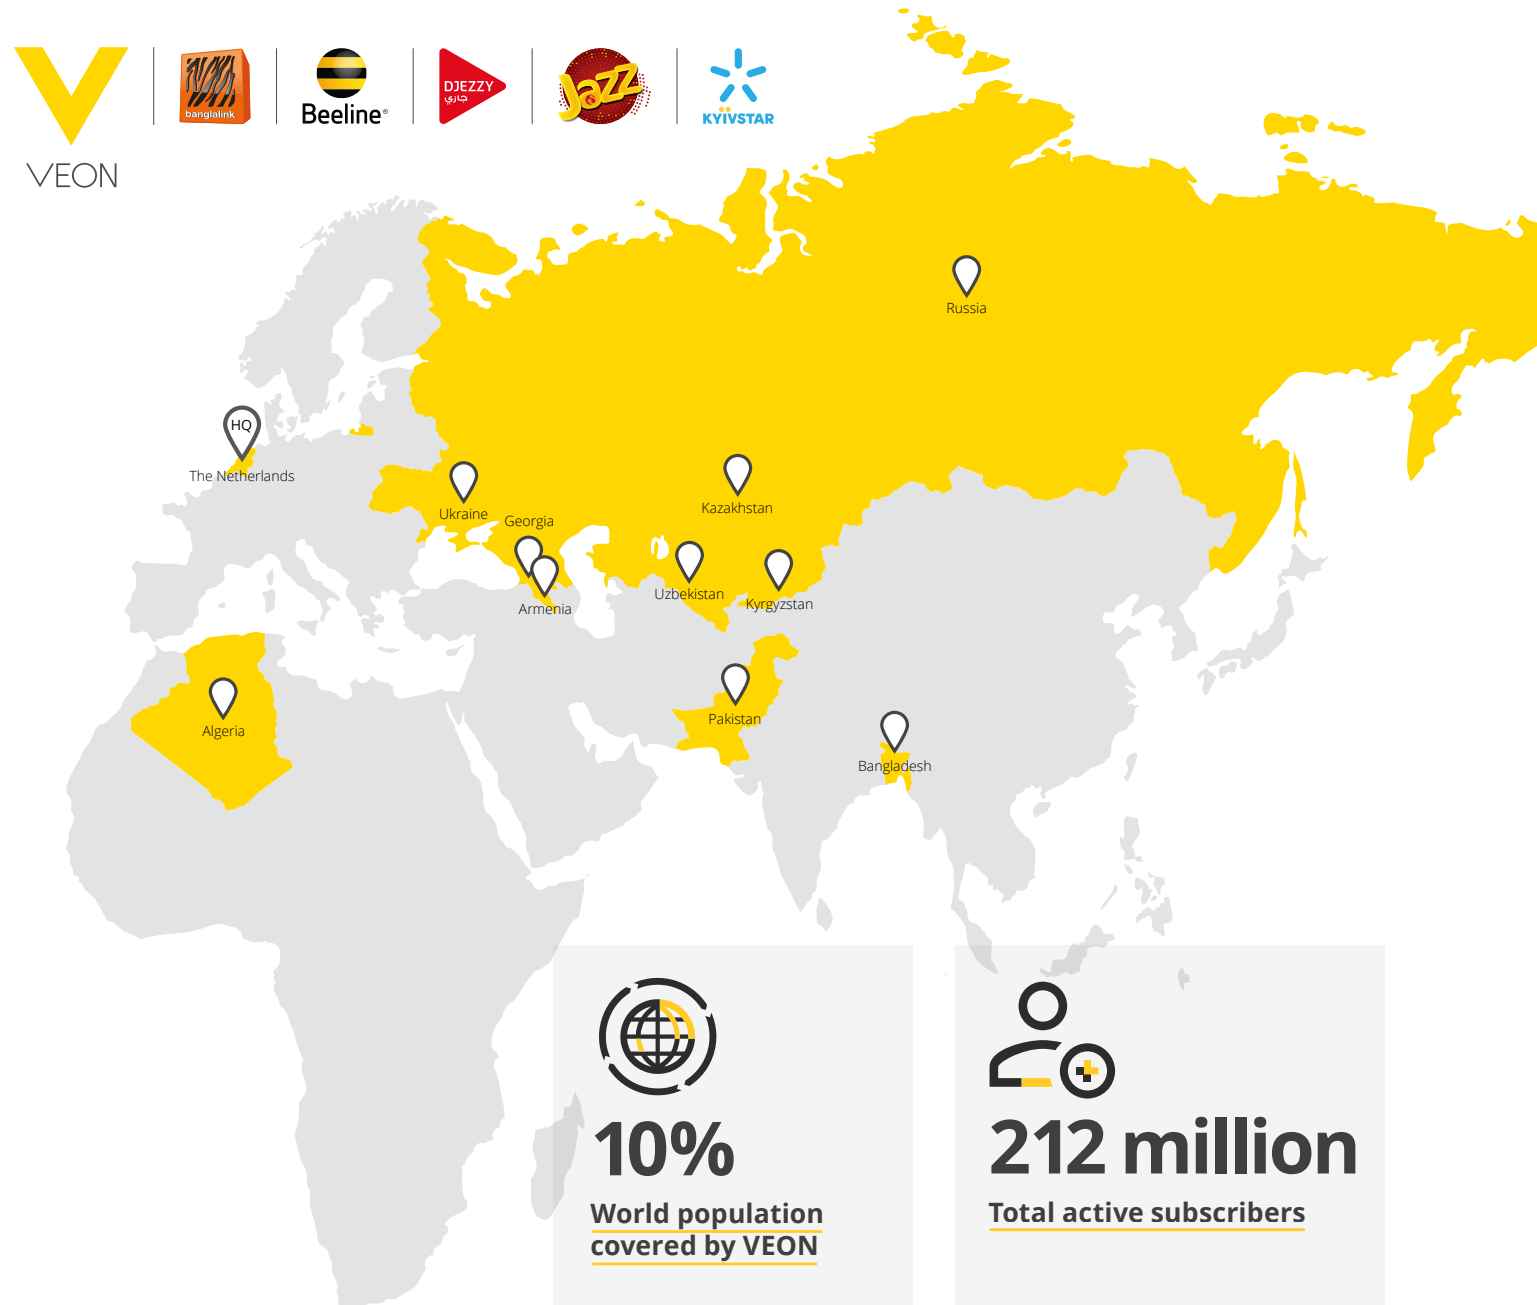 VEON
banglalink
Beeline®
DJEZZY
جازي
Jazz
KYÏVSTAR
Russia
HQ
The Netherlands
Ukraine
Georgia
Kazakhstan
Armenia
Uzbekistan
Kyrgyzstan
Algeria
Pakistan
Bangladesh
10%
World population
covered by VEON
212 million
Total active subscribers